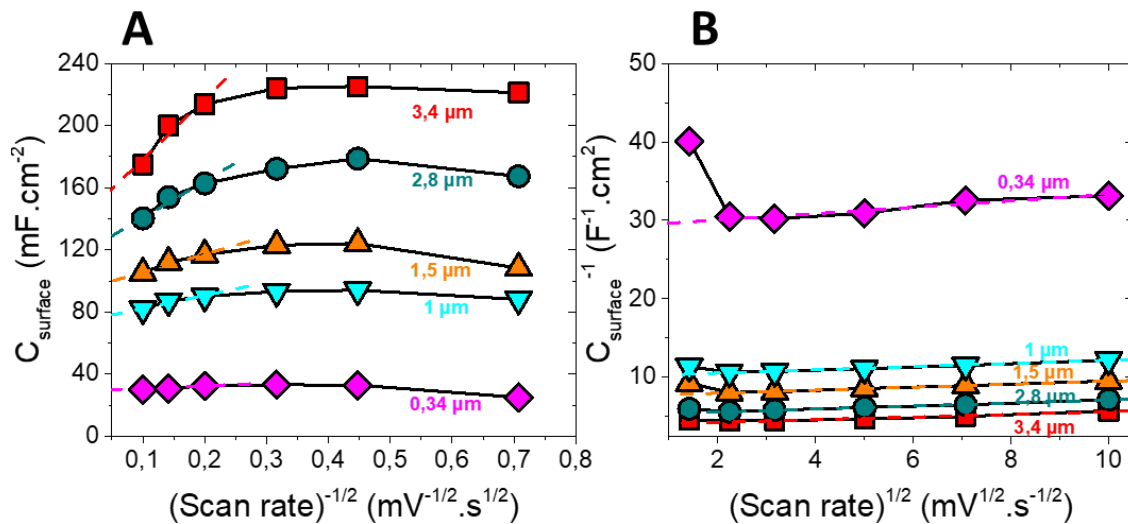 A
240
200
160
120
80
40
0
C_surface (mF.cm⁻²)
3,4 µm
2,8 µm
1,5 µm
1 µm
0,34 µm
0,1 0,2 0,3 0,4 0,5 0,6 0,7 0,8
(Scan rate)⁻¹/² (mV⁻¹/².s¹/²)
B
50
40
30
20
10
C_surface⁻¹ (F⁻¹.cm²)
0,34 µm
1 µm
1,5 µm
2,8 µm
3,4 µm
2 4 6 8 10
(Scan rate)¹/² (mV¹/².s⁻¹/²)